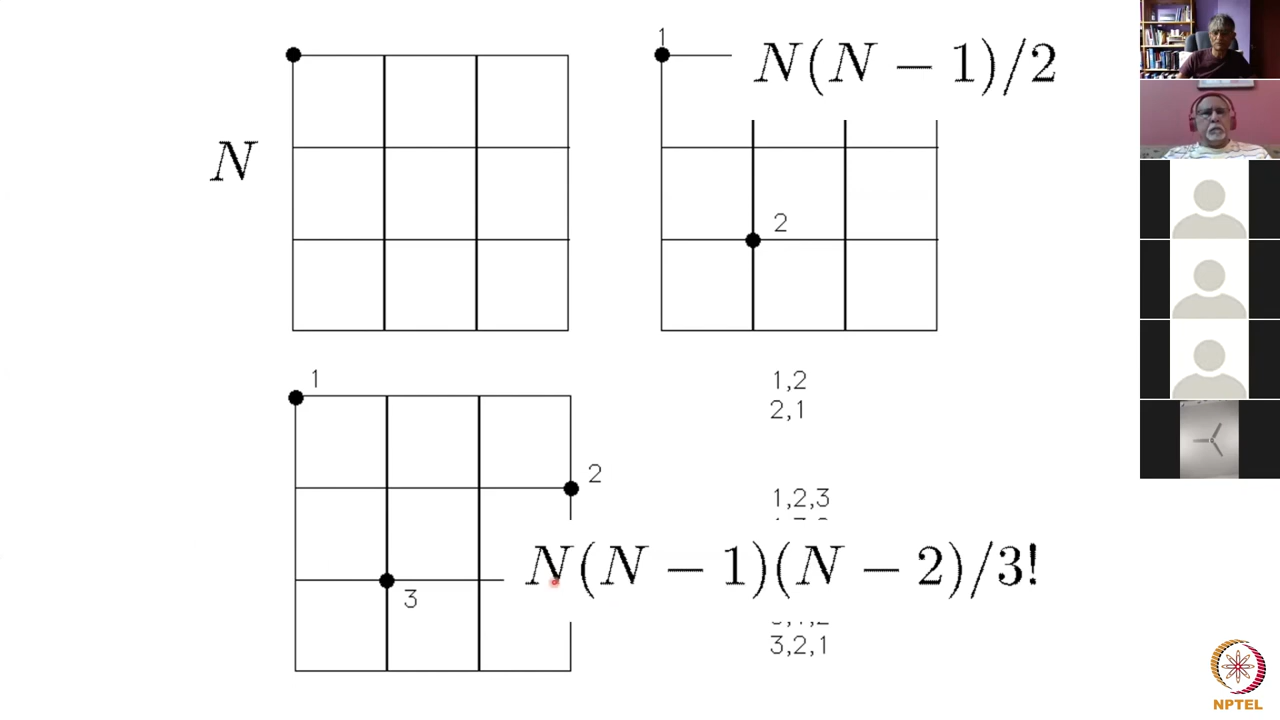 1
N(N − 1)/2
N
2
1
1,2
2,1
2
1,2,3
N(N − 1)(N − 2)/3!
3
3,2,1
NPTEL